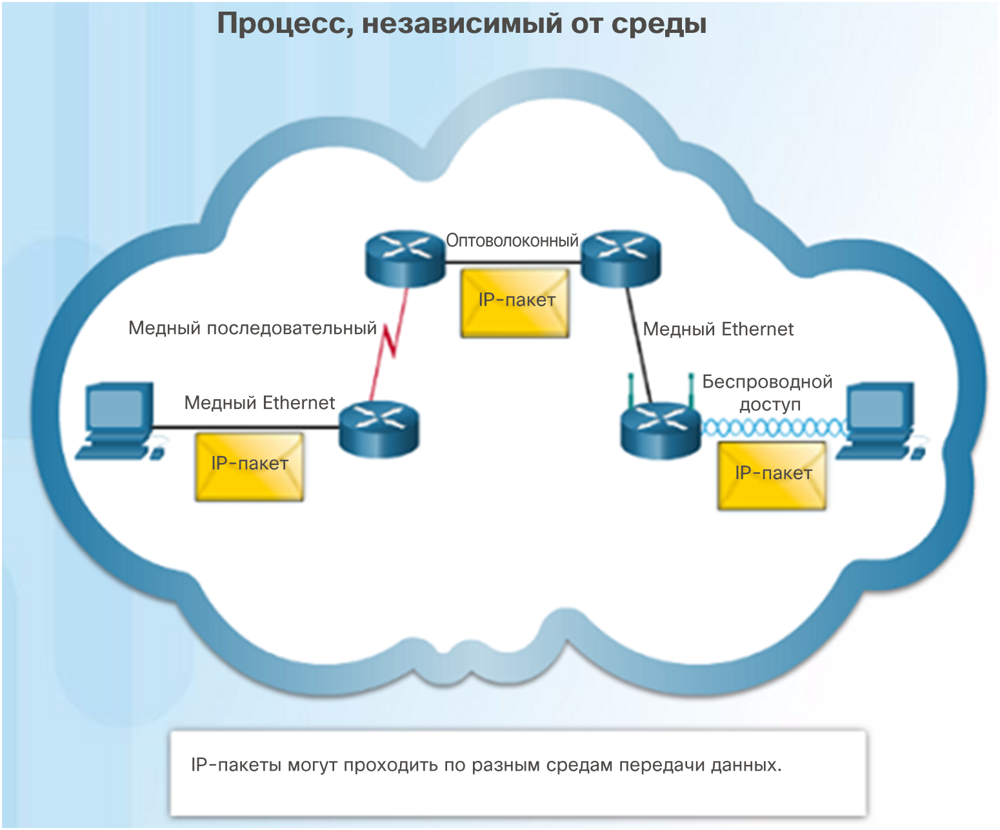 Процесс, независимый от среды
Оптоволоконный
IP-пакет
Медный последовательный
Медный Ethernet
Медный Ethernet
Беспроводной
доступ
IP-пакет
IP-пакет
IP-пакеты могут проходить по разным средам передачи данных.